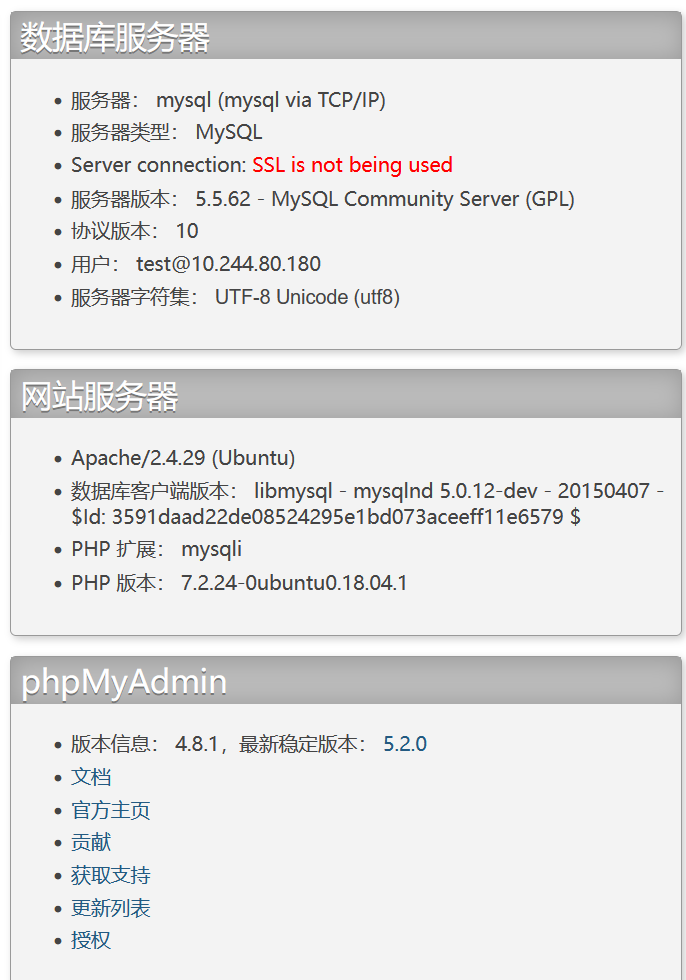 数据库服务器
服务器： mysql (mysql via TCP/IP)
服务器类型： MySQL
Server connection: SSL is not being used
服务器版本： 5.5.62 - MySQL Community Server (GPL)
协议版本： 10
用户： test@10.244.80.180
服务器字符集： UTF-8 Unicode (utf8)
网站服务器
Apache/2.4.29 (Ubuntu)
数据库客户端版本： libmysql - mysqlnd 5.0.12-dev - 20150407 -
$Id: 3591daad22de08524295e1bd073aceeff11e6579 $
PHP 扩展： mysqli
PHP 版本： 7.2.24-0ubuntu0.18.04.1
phpMyAdmin
版本信息： 4.8.1，最新稳定版本： 5.2.0
文档
官方主页
贡献
获取支持
更新列表
授权